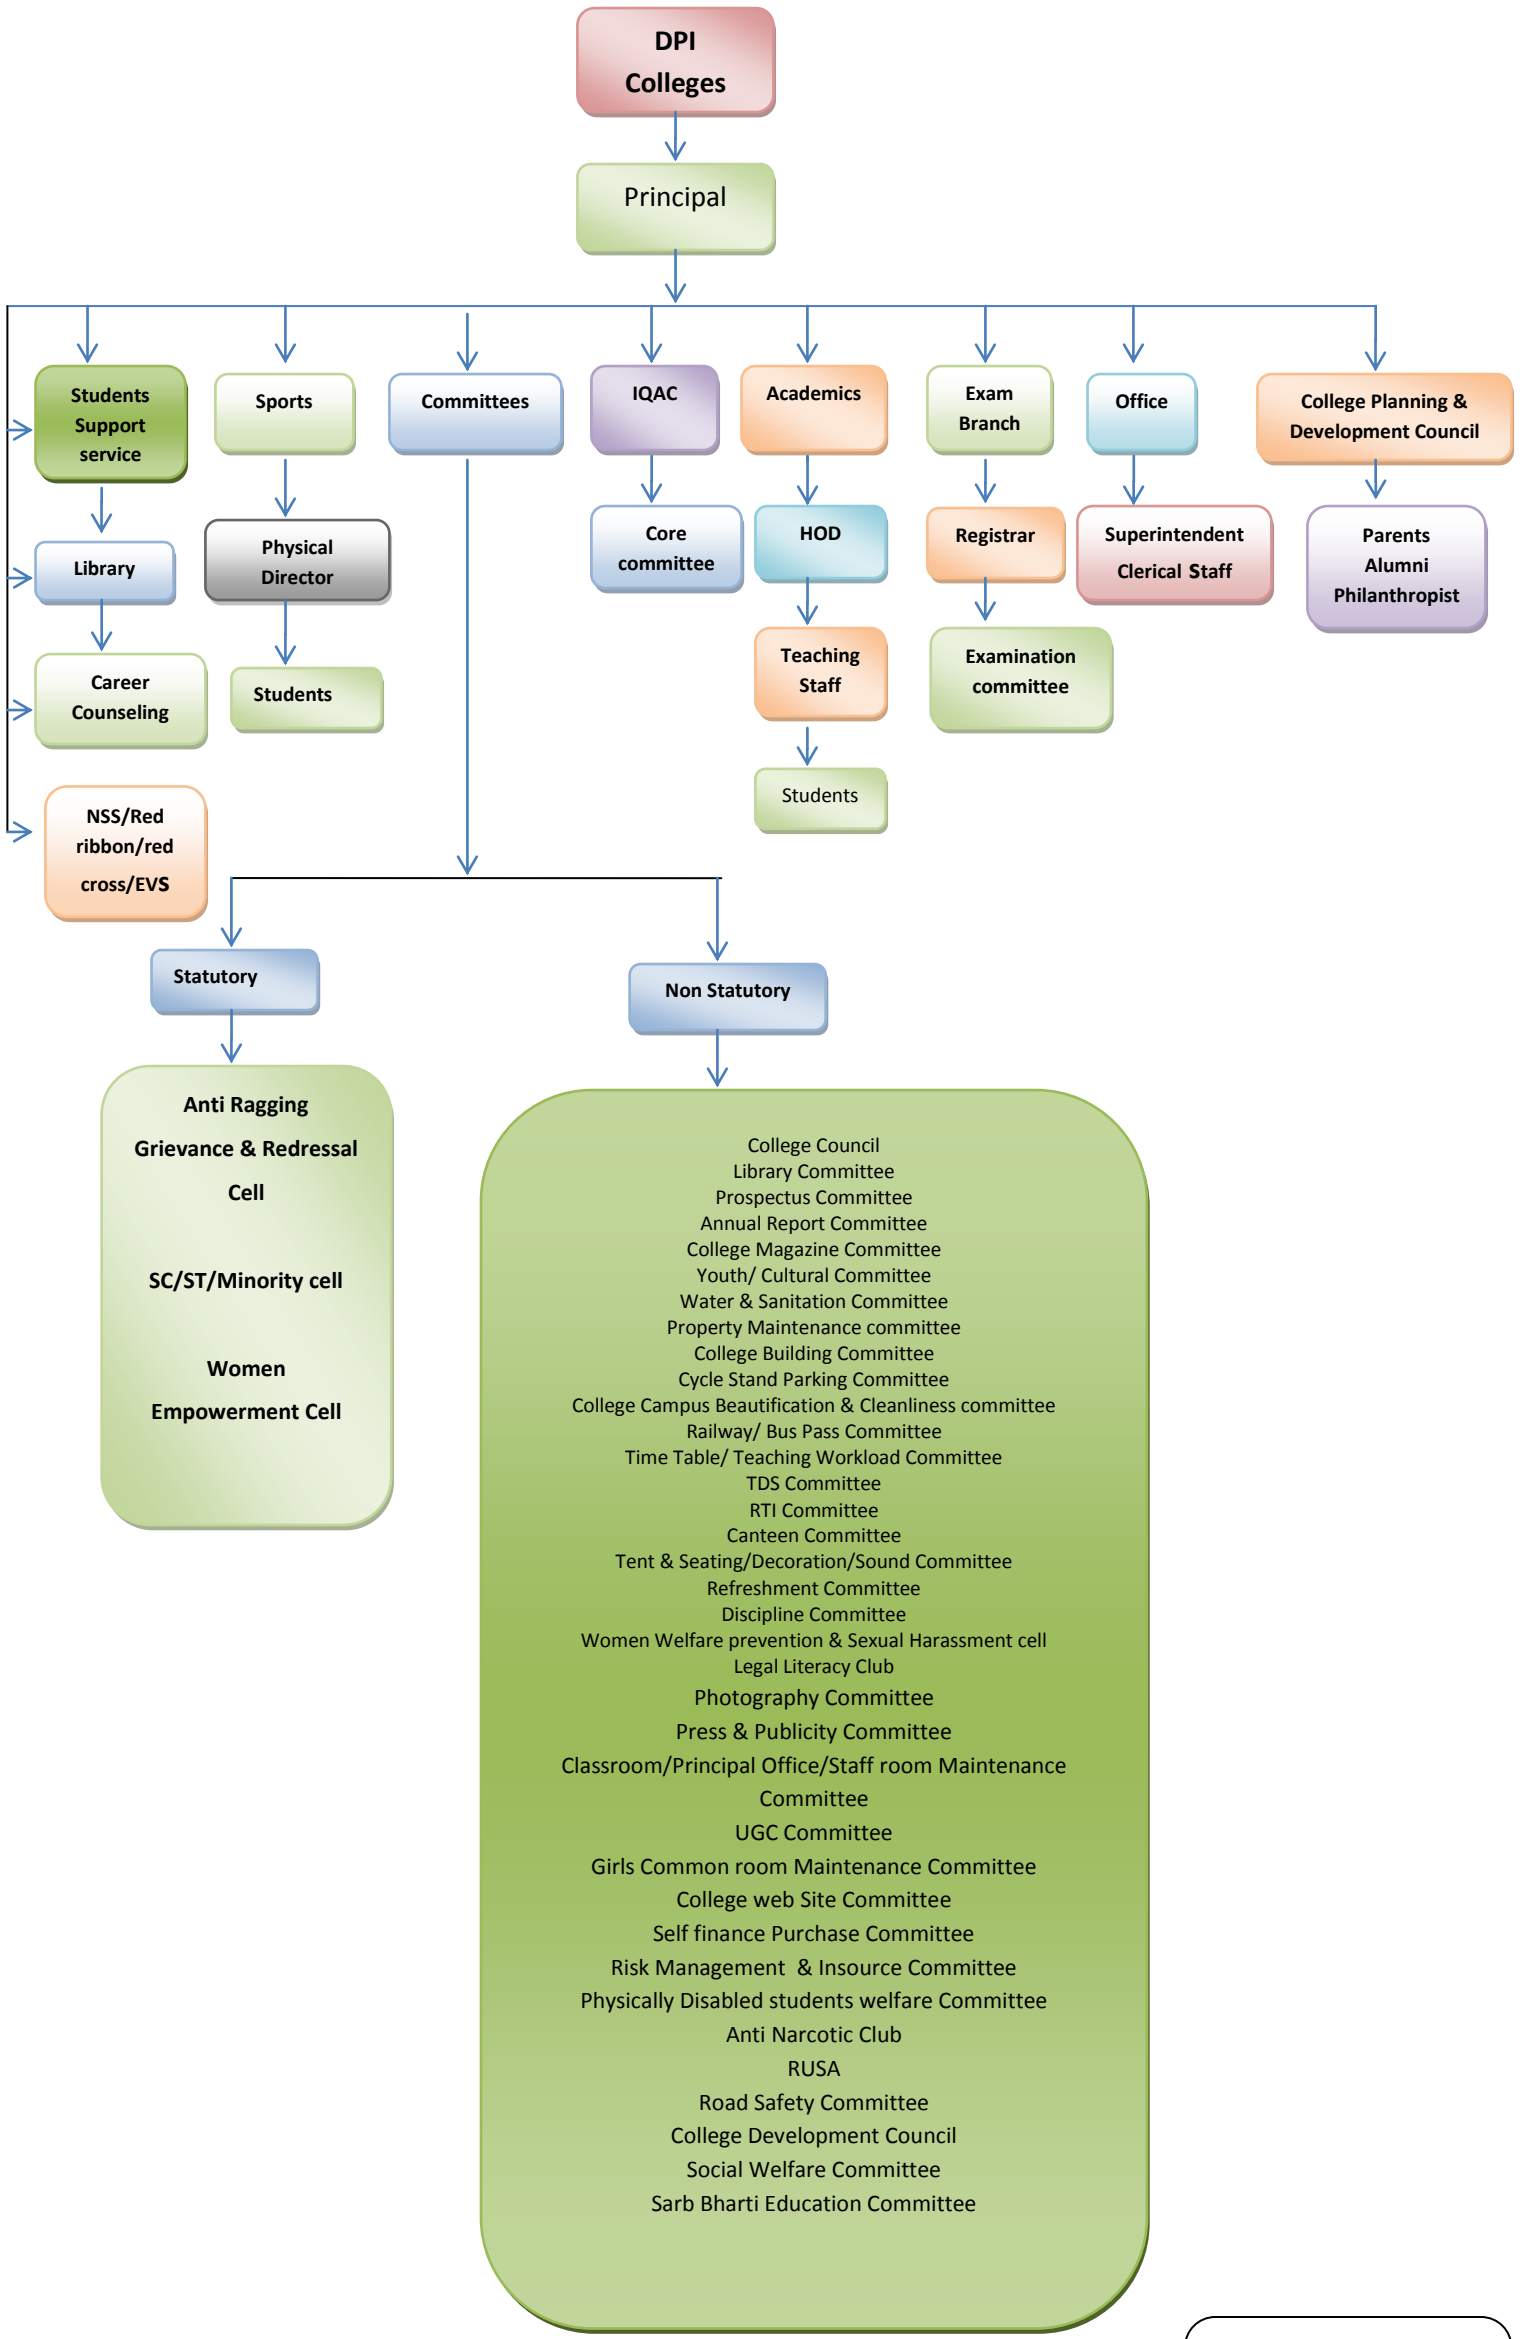 DPI
Colleges
Principal
Students
Support
service
Sports
Committees
IQAC
Academics
Exam
Branch
Office
College Planning &
Development Council
Library
Physical
Director
Core
committee
HOD
Registrar
Superintendent
Clerical Staff
Parents
Alumni
Philanthropist
Career
Counseling
Students
Teaching
Staff
Examination
committee
Students
NSS/Red
ribbon/red
cross/EVS
Statutory
Non Statutory
Anti Ragging
Grievance & Redressal
Cell
SC/ST/Minority cell
Women
Empowerment Cell
College Council
Library Committee
Prospectus Committee
Annual Report Committee
College Magazine Committee
Youth/ Cultural Committee
Water & Sanitation Committee
Property Maintenance committee
College Building Committee
Cycle Stand Parking Committee
College Campus Beautification & Cleanliness committee
Railway/ Bus Pass Committee
Time Table/ Teaching Workload Committee
TDS Committee
RTI Committee
Canteen Committee
Tent & Seating/Decoration/Sound Committee
Refreshment Committee
Discipline Committee
Women Welfare prevention & Sexual Harassment cell
Legal Literacy Club
Photography Committee
Press & Publicity Committee
Classroom/Principal Office/Staff room Maintenance
Committee
UGC Committee
Girls Common room Maintenance Committee
College web Site Committee
Self finance Purchase Committee
Risk Management  & Insource Committee
Physically Disabled students welfare Committee
Anti Narcotic Club
RUSA
Road Safety Committee
College Development Council
Social Welfare Committee
Sarb Bharti Education Committee